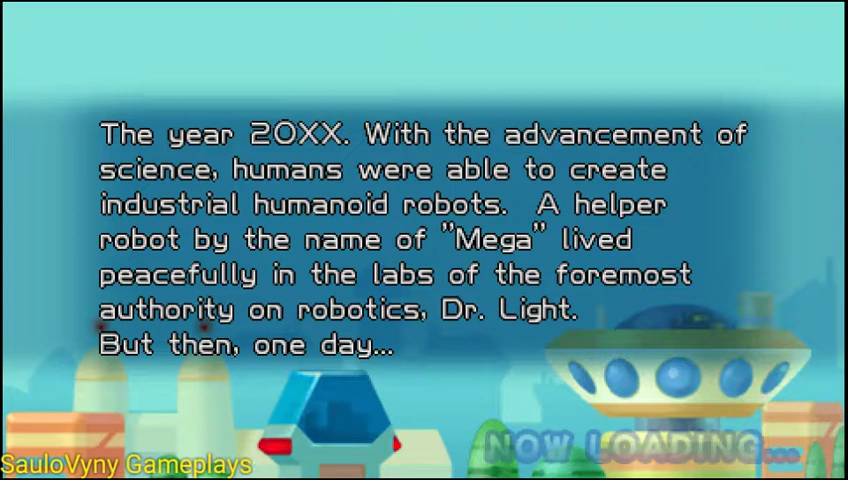 The year 20XX. With the advancement of
science, humans were able to create
industrial humanoid robots. A helper
robot by the name of "Mega" lived
peacefully in the labs of the foremost
authority on robotics, Dr. Light.
But then, one day...
NOW LOADING...
SauloVyny Gameplays